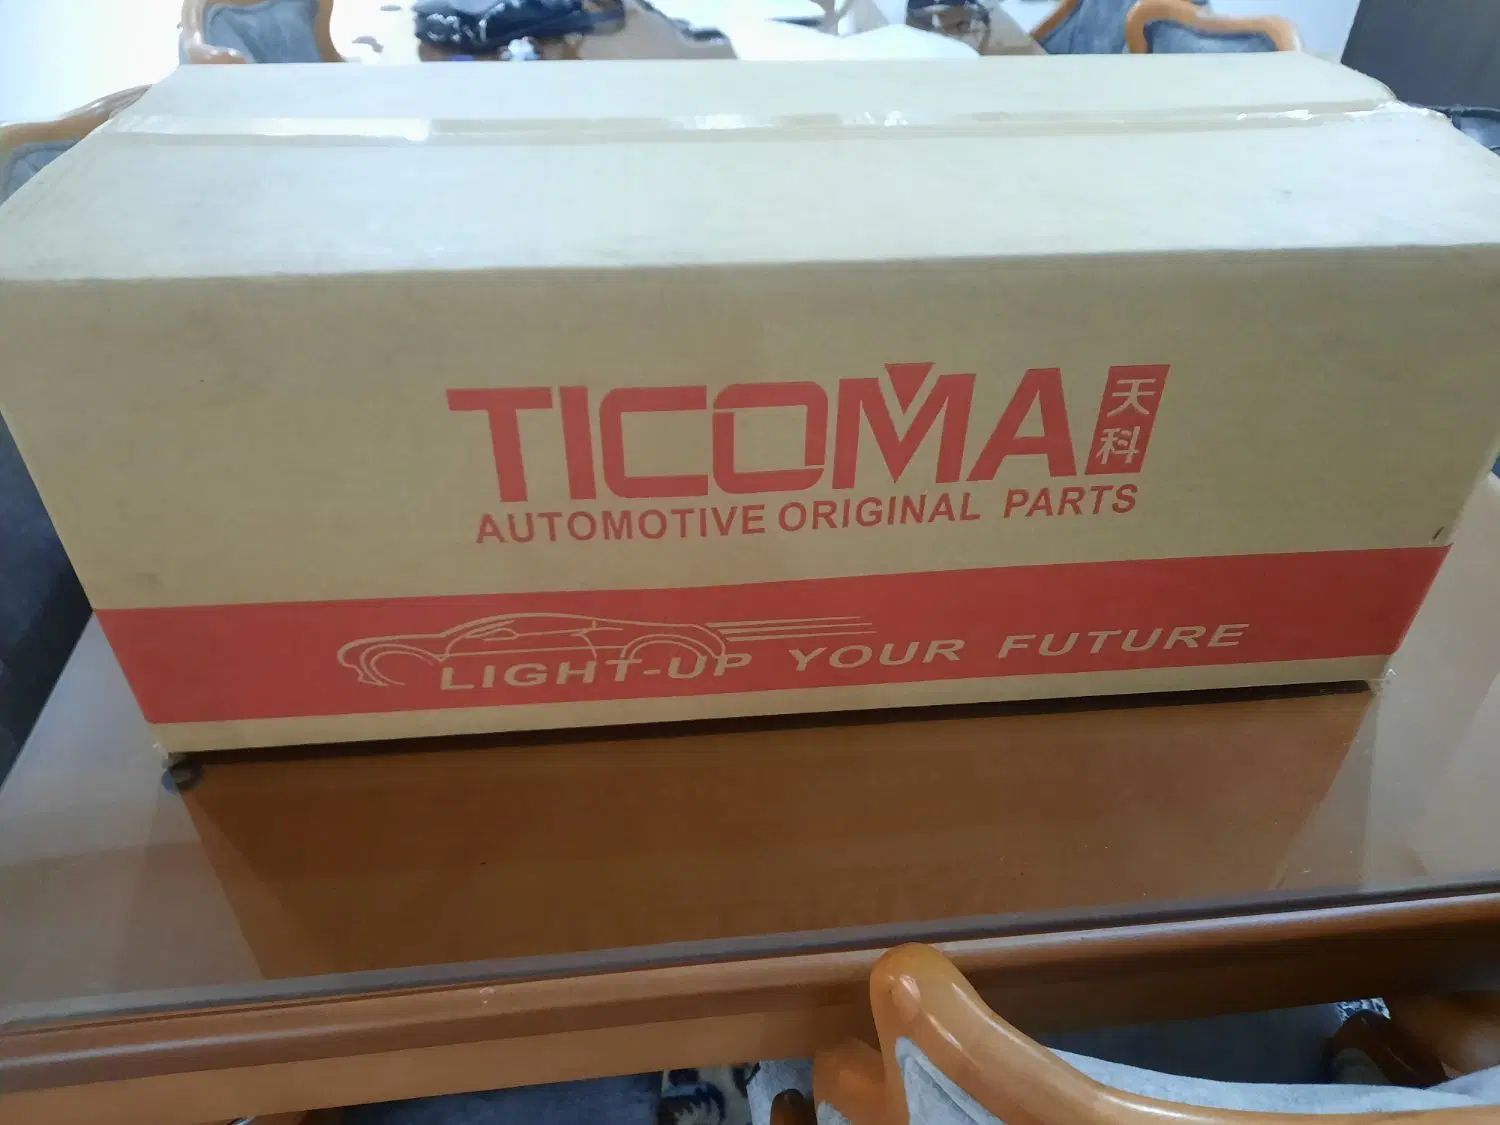 TICOMA 天科
AUTOMOTIVE ORIGINAL PARTS
LIGHT-UP YOUR FUTURE